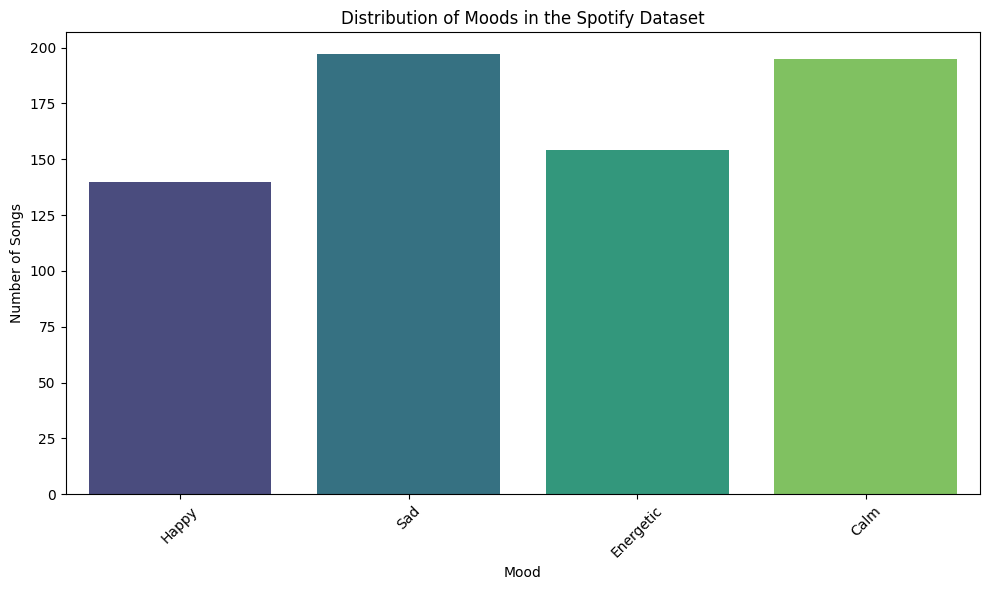 Distribution of Moods in the Spotify Dataset
Number of Songs
200
175
150
125
100
75
50
25
0
Happy
Sad
Energetic
Calm
Mood